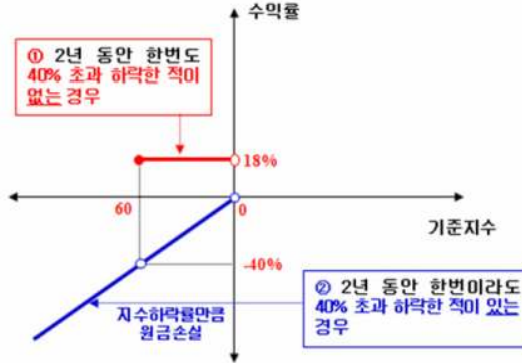 수익률
① 2년 동안 한번도
40% 초과 하락한 적이
없는 경우
18%
60
0
기준지수
-40%
② 2년 동안 한번이라도
40% 초과 하락한 적이 있는
경우
지수하락률만큼
원금손실